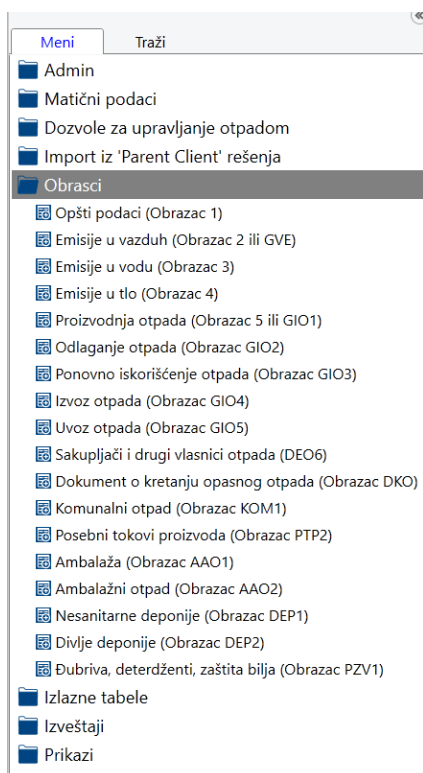 Meni Traži
Admin
Matični podaci
Dozvole za upravljanje otpadom
Import iz 'Parent Client' rešenja
Obrasci
Opšti podaci (Obrazac 1)
Emisije u vazduh (Obrazac 2 ili GVE)
Emisije u vodu (Obrazac 3)
Emisije u tlo (Obrazac 4)
Proizvodnja otpada (Obrazac 5 ili GIO1)
Odlaganje otpada (Obrazac GIO2)
Ponovno iskorišćenje otpada (Obrazac GIO3)
Izvoz otpada (Obrazac GIO4)
Uvoz otpada (Obrazac GIO5)
Sakupljači i drugi vlasnici otpada (DEO6)
Dokument o kretanju opasnog otpada (Obrazac DKO)
Komunalni otpad (Obrazac KOM1)
Posebni tokovi proizvoda (Obrazac PTP2)
Ambalaža (Obrazac AAO1)
Ambalažni otpad (Obrazac AAO2)
Nesanitarne deponije (Obrazac DEP1)
Divlje deponije (Obrazac DEP2)
Đubriva, deterdženti, zaštita bilja (Obrazac PZV1)
Izlazne tabele
Izveštaji
Prikazi